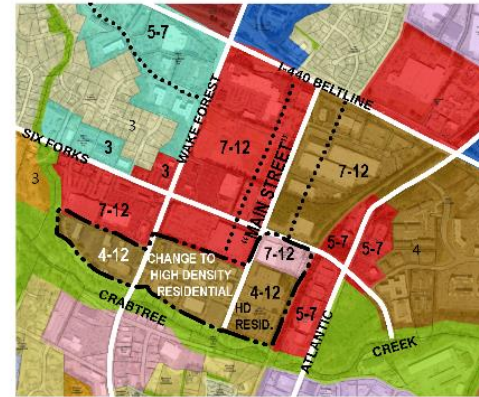 5-7
I-440 BELTLINE
WAKE FOREST
3
7-12
"MAIN STREET"
SIX FORKS
3
3
3
7-12
7-12
5-7
5-7
4
4-12
CHANGE TO
HIGH DENSITY
RESIDENTIAL
7-12
4-12
HD
RESID.
5-7
CRABTREE
ATLANTIC
CREEK